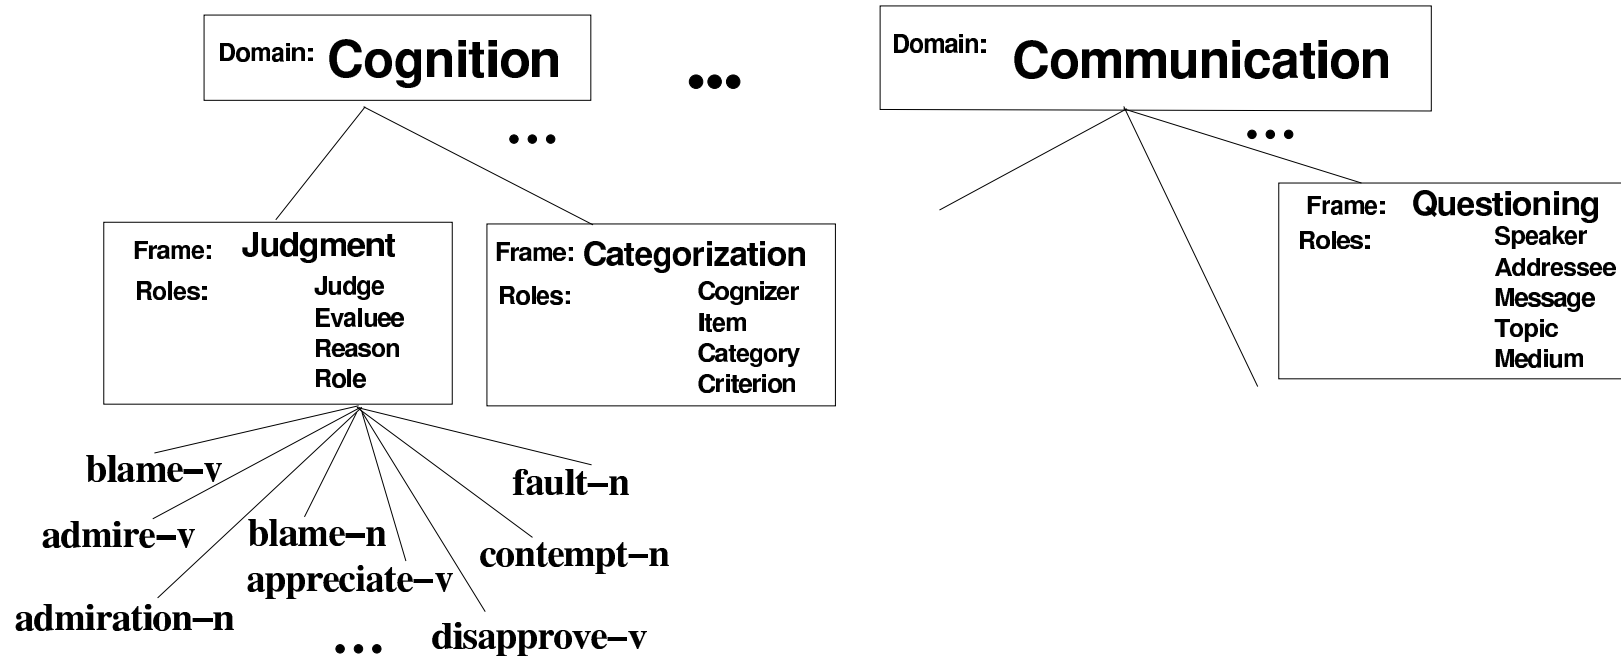 Domain: Cognition
...
Domain: Communication
...
...
Frame: Judgment
Roles: Judge
Evaluee
Reason
Role
Frame: Categorization
Roles: Cognizer
Item
Category
Criterion
Frame: Questioning
Roles: Speaker
Addressee
Message
Topic
Medium
blame–v
fault–n
admire–v
blame–n
contempt–n
appreciate–v
admiration–n
disapprove–v
...